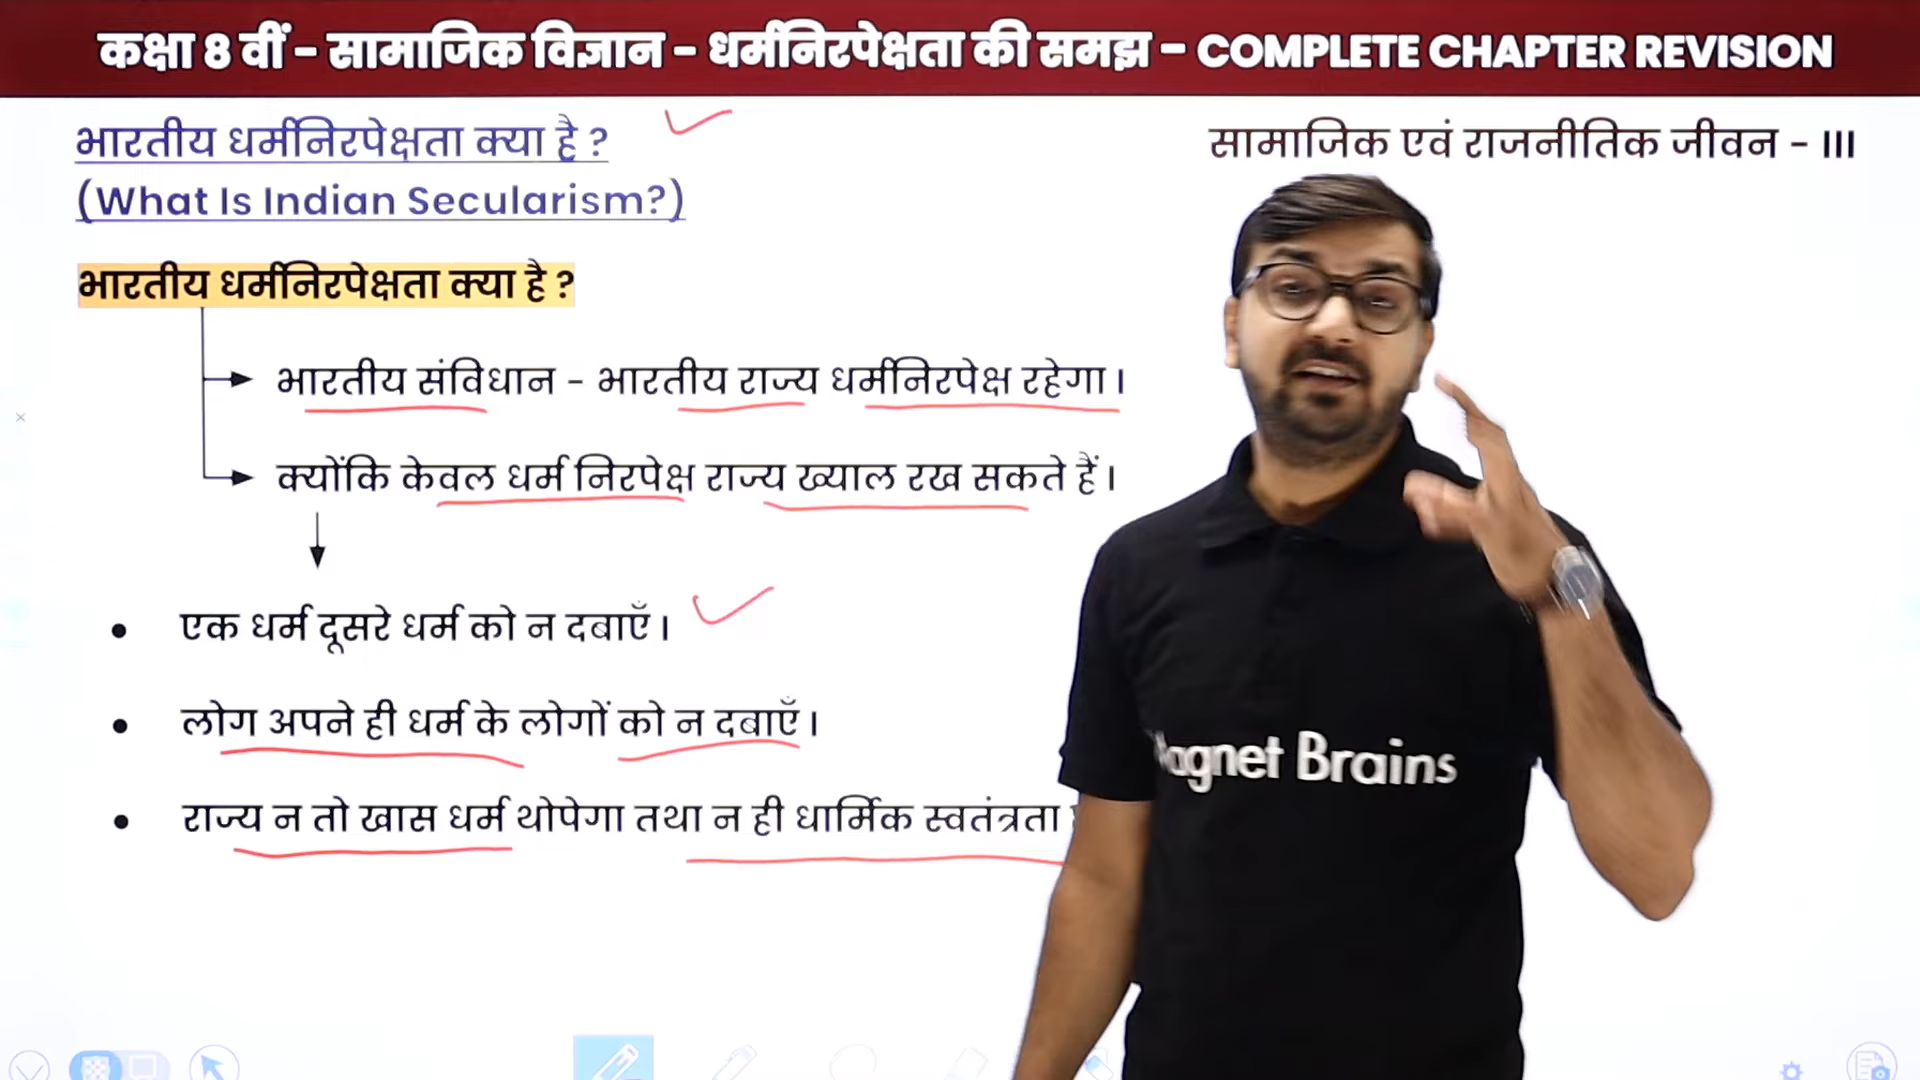 कक्षा 8 वीं - सामाजिक विज्ञान - धर्मनिरपेक्षता की समझ - COMPLETE CHAPTER REVISION
भारतीय धर्मनिरपेक्षता क्या है ?
सामाजिक एवं राजनीतिक जीवन - III
(What Is Indian Secularism?)
भारतीय धर्मनिरपेक्षता क्या है ?
भारतीय संविधान - भारतीय राज्य धर्मनिरपेक्ष रहेगा।
क्योंकि केवल धर्म निरपेक्ष राज्य ख्याल रख सकते हैं।
• एक धर्म दूसरे धर्म को न दबाएँ।
• लोग अपने ही धर्म के लोगों को न दबाएँ।
• राज्य न तो खास धर्म थोपेगा तथा न ही धार्मिक स्वतंत्रता
Magnet Brains